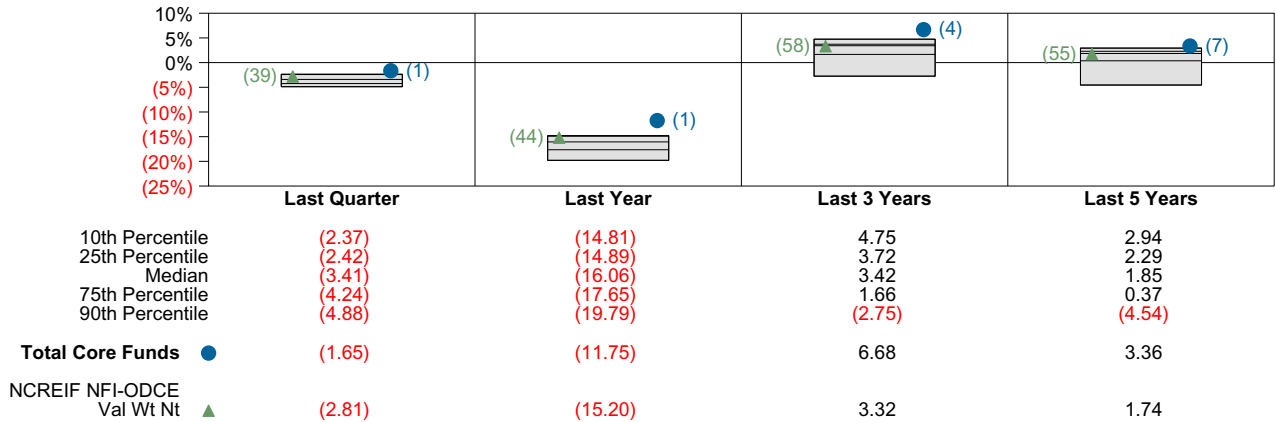 10%
5%
0%
(5%)
(10%)
(15%)
(20%)
(25%)
(39) (1)
(44) (1)
(58) (4)
(55) (7)
Last Quarter Last Year Last 3 Years Last 5 Years
10th Percentile (2.37) (14.81) 4.75 2.94
25th Percentile (2.42) (14.89) 3.72 2.29
Median (3.41) (16.06) 3.42 1.85
75th Percentile (4.24) (17.65) 1.66 0.37
90th Percentile (4.88) (19.79) (2.75) (4.54)
Total Core Funds (1.65) (11.75) 6.68 3.36
NCREIF NFI-ODCE
Val Wt Nt (2.81) (15.20) 3.32 1.74